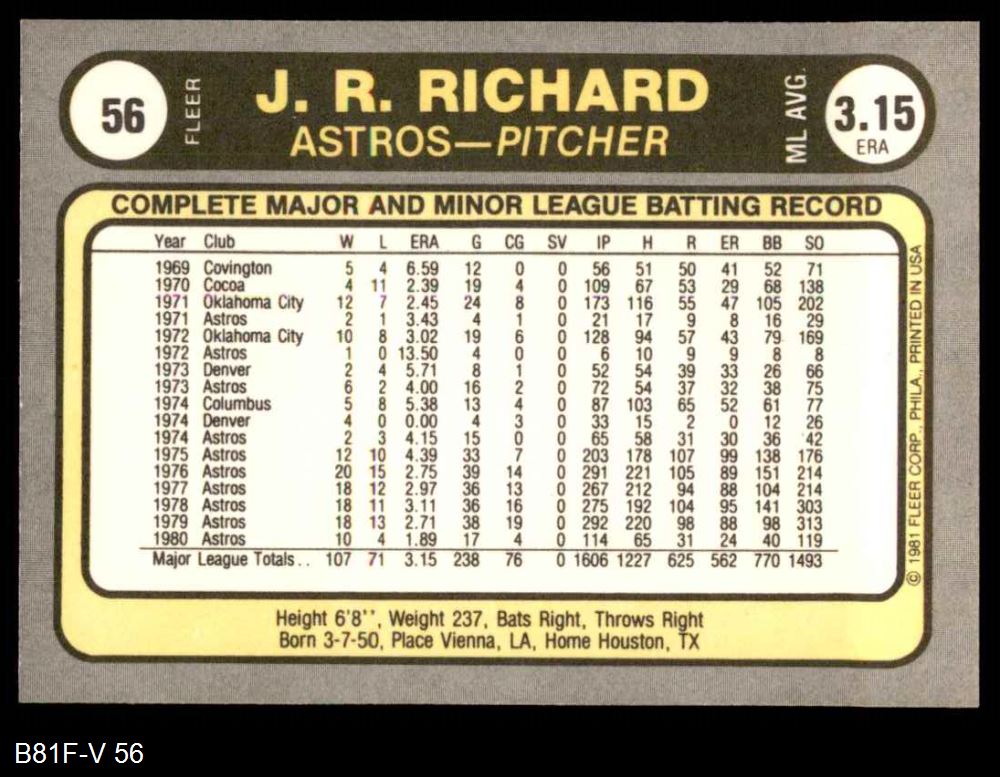 56
FLEER
J. R. RICHARD
ASTROS—PITCHER
ML AVG.
3.15
ERA
COMPLETE MAJOR AND MINOR LEAGUE BATTING RECORD
Year Club W L ERA G CG SV IP H R ER BB SO
1969 Covington 5 4 6.59 12 0 0 56 51 50 41 52 71
1970 Cocoa 4 11 2.39 19 4 0 109 67 53 29 68 138
1971 Oklahoma City 12 7 2.45 24 8 0 173 116 55 47 105 202
1971 Astros 2 1 3.43 4 1 0 21 17 9 8 16 29
1972 Oklahoma City 10 8 3.02 19 6 0 128 94 57 43 79 169
1972 Astros 1 0 13.50 4 0 0 6 10 9 9 8 8
1973 Denver 2 4 5.71 8 1 0 52 54 39 33 26 66
1973 Astros 6 2 4.00 16 2 0 72 54 37 32 38 75
1974 Columbus 5 8 5.38 13 4 0 87 103 65 52 61 77
1974 Denver 4 0 0.00 4 3 0 33 15 2 0 12 26
1974 Astros 2 3 4.15 15 0 0 65 58 31 30 36 42
1975 Astros 12 10 4.39 33 7 0 203 178 107 99 138 176
1976 Astros 20 15 2.75 39 14 0 291 221 105 89 151 214
1977 Astros 18 12 2.97 36 13 0 267 212 94 88 104 214
1978 Astros 18 11 3.11 36 16 0 275 192 104 95 141 303
1979 Astros 18 13 2.71 38 19 0 292 220 98 88 98 313
1980 Astros 10 4 1.89 17 4 0 114 65 31 24 40 119
Major League Totals.. 107 71 3.15 238 76 0 1606 1227 625 562 770 1493
© 1981 FLEER CORP., PHILA., PRINTED IN USA
Height 6'8'', Weight 237, Bats Right, Throws Right
Born 3-7-50, Place Vienna, LA, Home Houston, TX
B81F-V 56